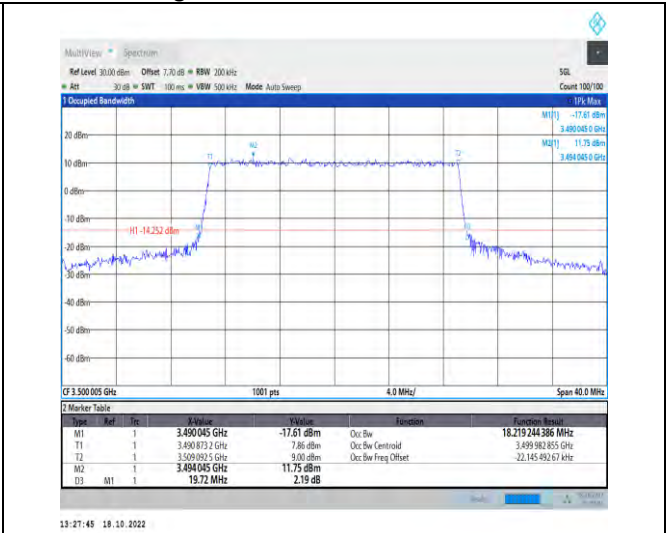 MultiView Spectrum
Ref Level 30.00 dBm Offset 7.70 dB RBW 200 kHz SGL
Att 30 dB SWT 100 ms VBW 500 kHz Mode Auto Sweep Count 100/100
1 Occupied Bandwidth 1Pk Max
M1[1] -17.61 dBm
3.490 045 0 GHz
M2[1] 11.75 dBm
3.494 045 0 GHz
20 dBm
M2
T1 T2
10 dBm
0 dBm
-10 dBm
H1 -14.252 dBm
-20 dBm
-30 dBm
-40 dBm
-50 dBm
-60 dBm
CF 3.500 005 GHz 1001 pts 4.0 MHz/ Span 40.0 MHz
2 Marker Table
Type Ref Trc X-Value Y-Value Function Function Result
M1 1 3.490 045 GHz -17.61 dBm Occ Bw 18.219 244 386 MHz
T1 1 3.490 873 2 GHz 7.86 dBm Occ Bw Centroid 3.499 982 855 GHz
T2 1 3.509 092 5 GHz 9.00 dBm Occ Bw Freq Offset -22.145 492 67 kHz
M2 1 3.494 045 GHz 11.75 dBm
D3 M1 1 19.72 MHz 2.19 dB
13:27:45 18.10.2022